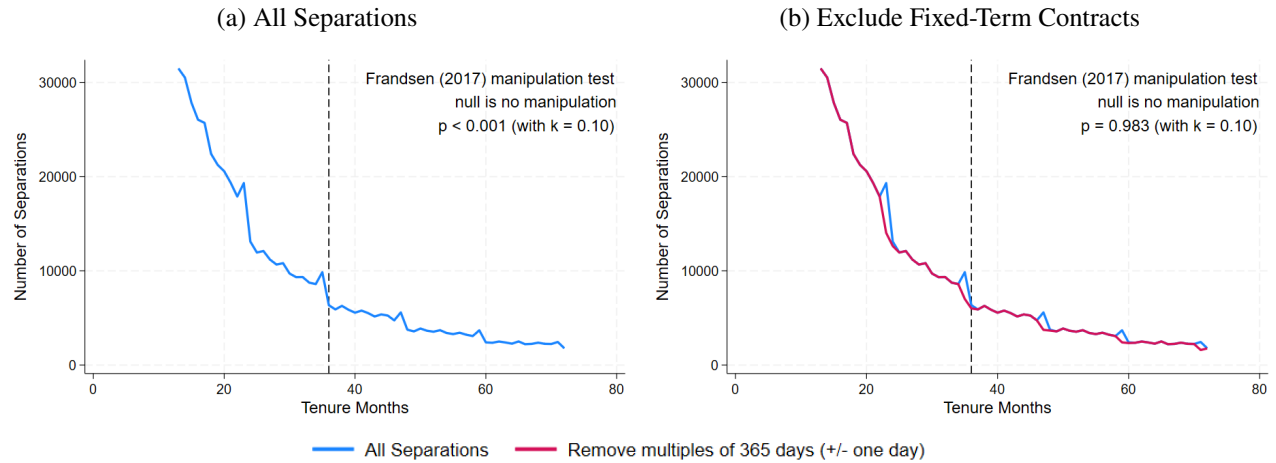 (a) All Separations
Number of Separations
30000
20000
10000
0
Frandsen (2017) manipulation test
null is no manipulation
p < 0.001 (with k = 0.10)
0 20 40 60 80
Tenure Months
(b) Exclude Fixed-Term Contracts
Number of Separations
30000
20000
10000
0
Frandsen (2017) manipulation test
null is no manipulation
p = 0.983 (with k = 0.10)
0 20 40 60 80
Tenure Months
All Separations Remove multiples of 365 days (+/- one day)